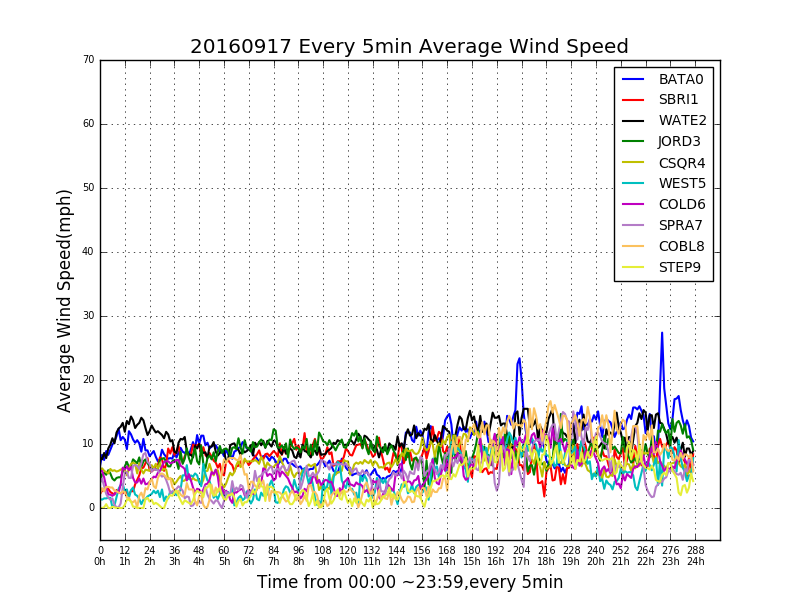 20160917 Every 5min Average Wind Speed
70
60
50
40
30
20
10
0
Average Wind Speed(mph)
BATA0
SBRI1
WATE2
JORD3
CSQR4
WEST5
COLD6
SPRA7
COBL8
STEP9
0 12 24 36 48 60 72 84 96 108 120 132 144 156 168 180 192 204 216 228 240 252 264 276 288
0h 1h 2h 3h 4h 5h 6h 7h 8h 9h 10h 11h 12h 13h 14h 15h 16h 17h 18h 19h 20h 21h 22h 23h 24h
Time from 00:00 ~23:59,every 5min